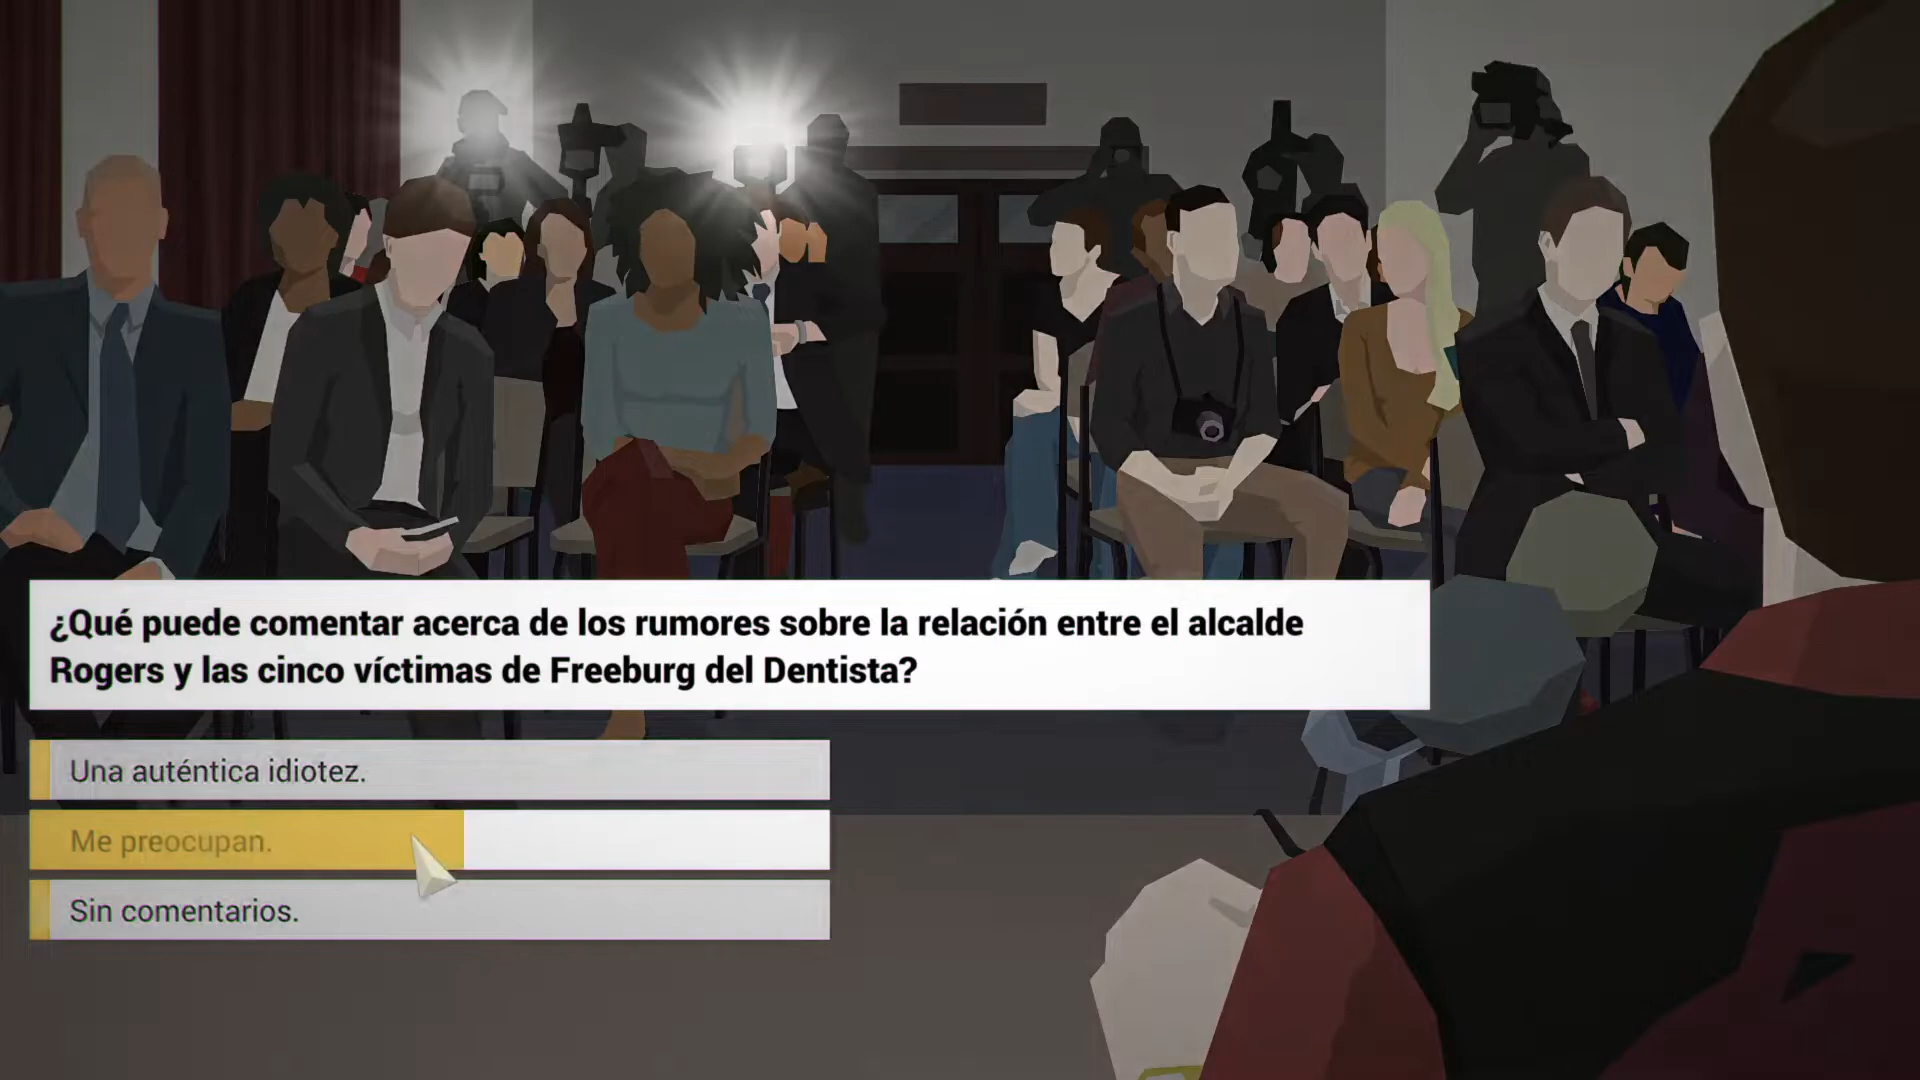 ¿Qué puede comentar acerca de los rumores sobre la relación entre el alcalde
Rogers y las cinco víctimas de Freeburg del Dentista?
Una auténtica idiotez.
Me preocupan.
Sin comentarios.